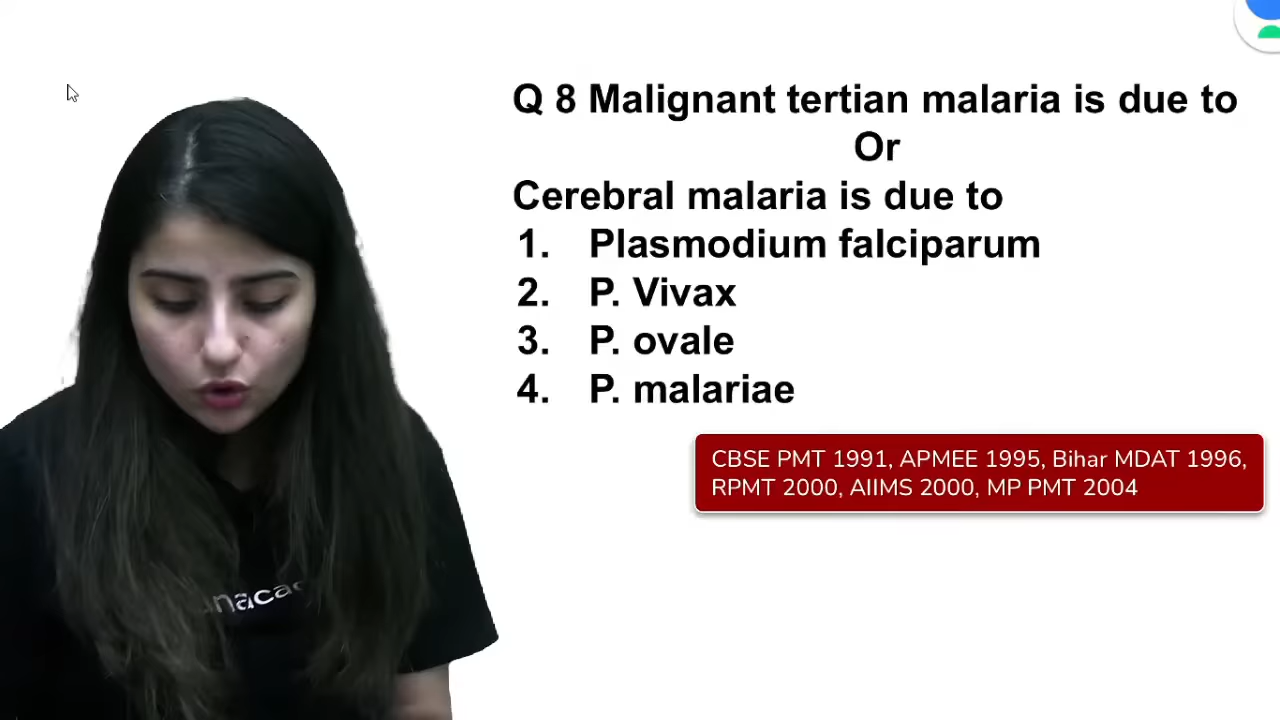 Q 8 Malignant tertian malaria is due to
Or
Cerebral malaria is due to
1. Plasmodium falciparum
2. P. Vivax
3. P. ovale
4. P. malariae
CBSE PMT 1991, APMEE 1995, Bihar MDAT 1996,
RPMT 2000, AIIMS 2000, MP PMT 2004